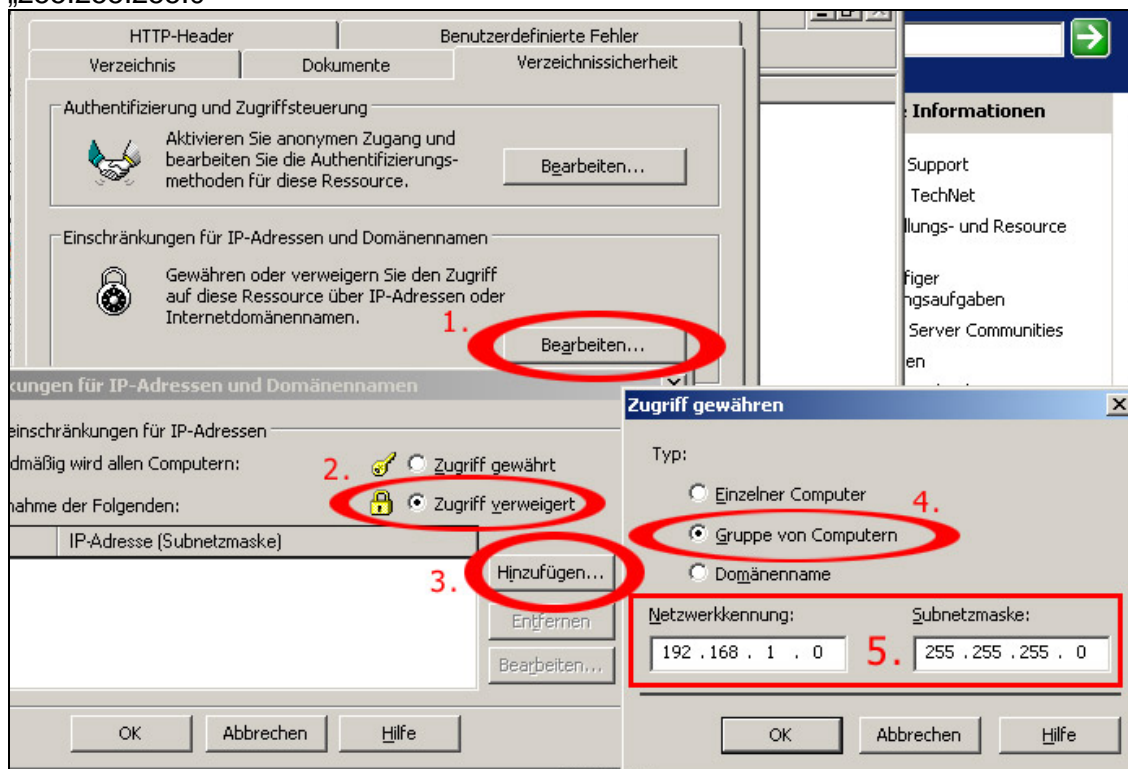 „255.255.255.0
HTTP-Header Benutzerdefinierte Fehler
Verzeichnis Dokumente Verzeichnissicherheit
Authentifizierung und Zugriffsteuerung
Aktivieren Sie anonymen Zugang und
bearbeiten Sie die Authentifizierungs-
methoden für diese Ressource.
Bearbeiten...
Einschränkungen für IP-Adressen und Domänennamen
Gewähren oder verweigern Sie den Zugriff
auf diese Ressource über IP-Adressen oder
Internetdomänennamen.
1.
Bearbeiten...
: Informationen
Support
TechNet
llungs- und Resource
figer
ngsaufgaben
Server Communities
en
kungen für IP-Adressen und Domänennamen
einschränkungen für IP-Adressen
dmäßig wird allen Computern:
2.
Zugriff gewährt
nahme der Folgenden:
Zugriff verweigert
IP-Adresse (Subnetzmaske)
3.
Hinzufügen...
Entfernen
Bearbeiten...
OK Abbrechen Hilfe
Zugriff gewähren
Typ:
Einzelner Computer
4.
Gruppe von Computern
Domänenname
Netzwerkkennung: Subnetzmaske:
192 .168 . 1 . 0
5.
255 .255 .255 . 0
OK Abbrechen Hilfe